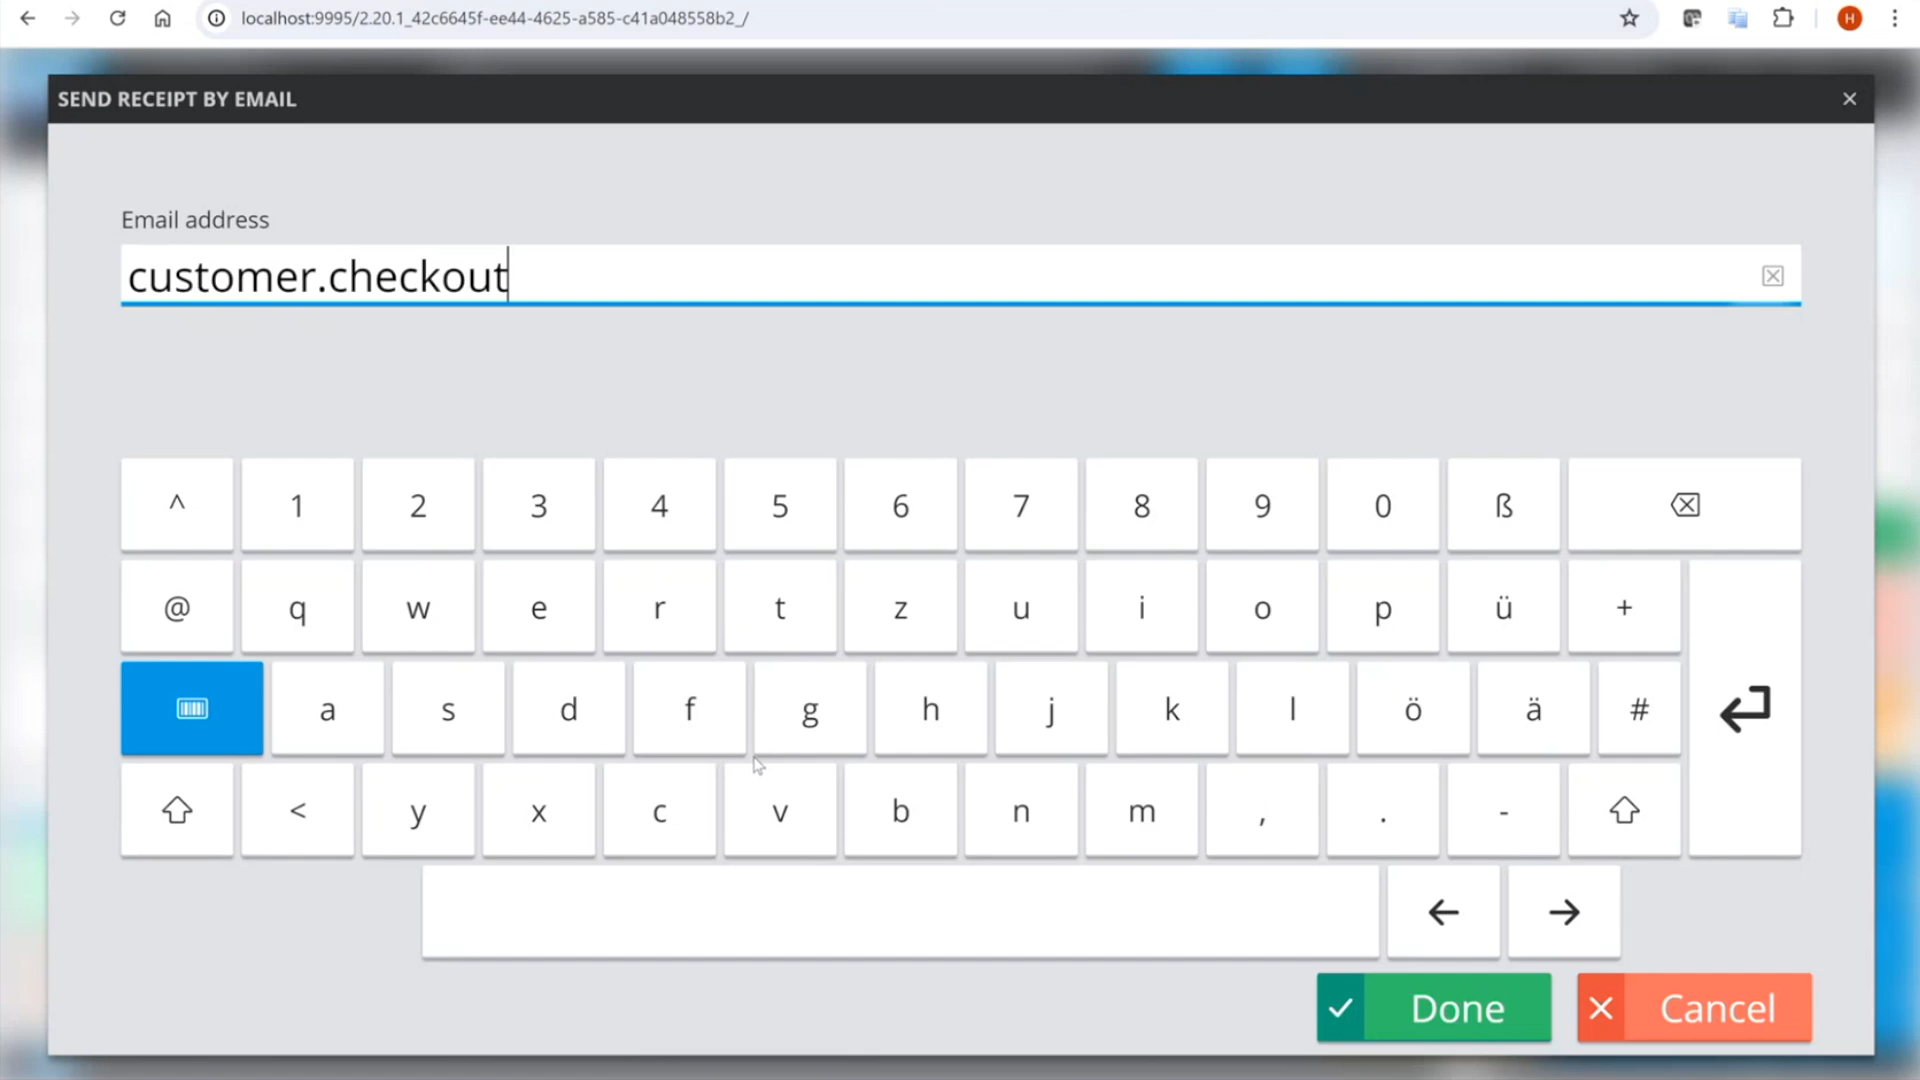 localhost:9995/2.20.1_42c6645f-ee44-4625-a585-c41a048558b2_/
H
SEND RECEIPT BY EMAIL
Email address
customer.checkout
^ 1 2 3 4 5 6 7 8 9 0 ß
@ q w e r t z u i o p ü +
a s d f g h j k l ö ä #
< y x c v b n m , . -
Done Cancel